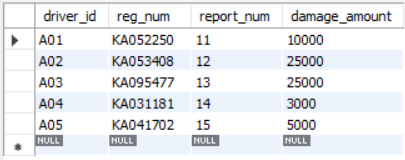 driver_id reg_num report_num damage_amount
A01 KA052250 11 10000
A02 KA053408 12 25000
A03 KA095477 13 25000
A04 KA031181 14 3000
A05 KA041702 15 5000
NULL NULL NULL NULL